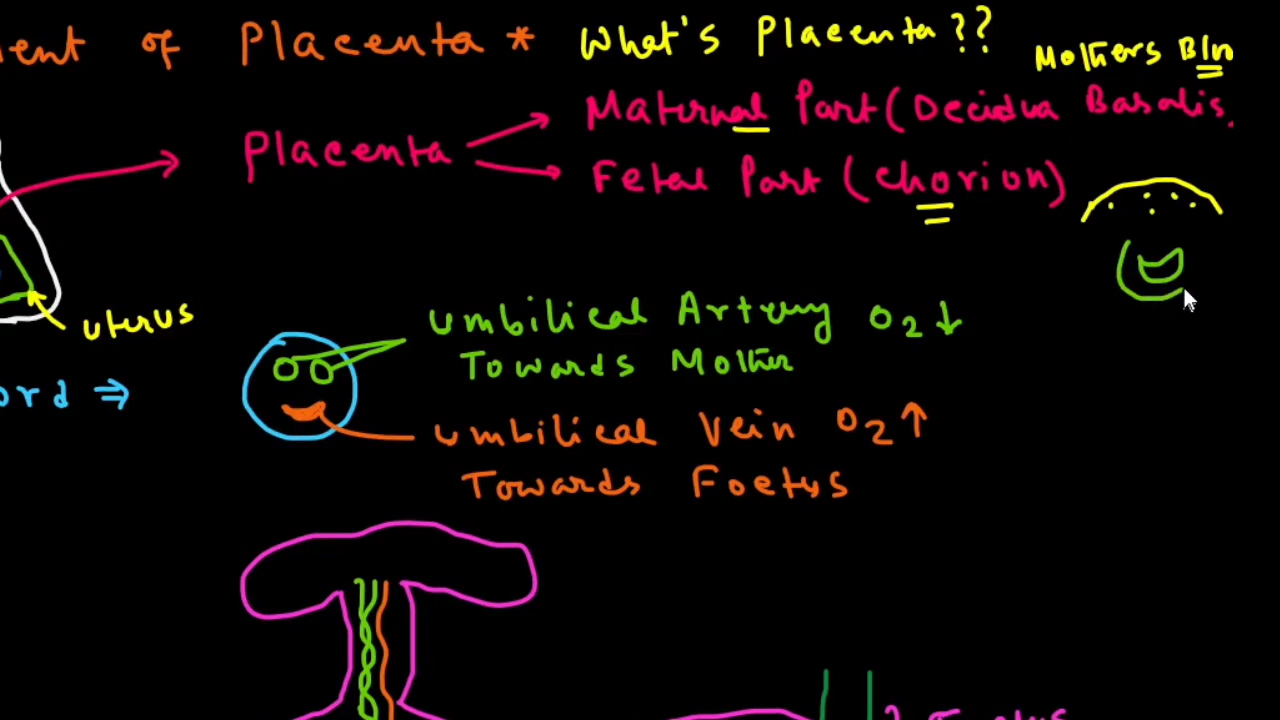 ent of Placenta * What's Placenta??
Mothers Bln
Placenta
Maternal Part (Decidua Basalis.
Fetal Part (Chorion)
uterus
ord ⇒
umbilical Artery O2↓
Towards Mother
umbilical Vein O2↑
Towards Foetus